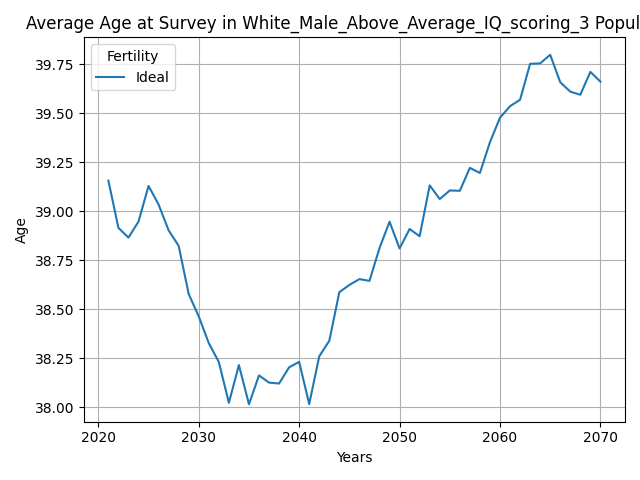 Average Age at Survey in White_Male_Above_Average_IQ_scoring_3 Popul
Fertility
Ideal
39.75
39.50
39.25
39.00
38.75
38.50
38.25
38.00
Age
2020 2030 2040 2050 2060 2070
Years